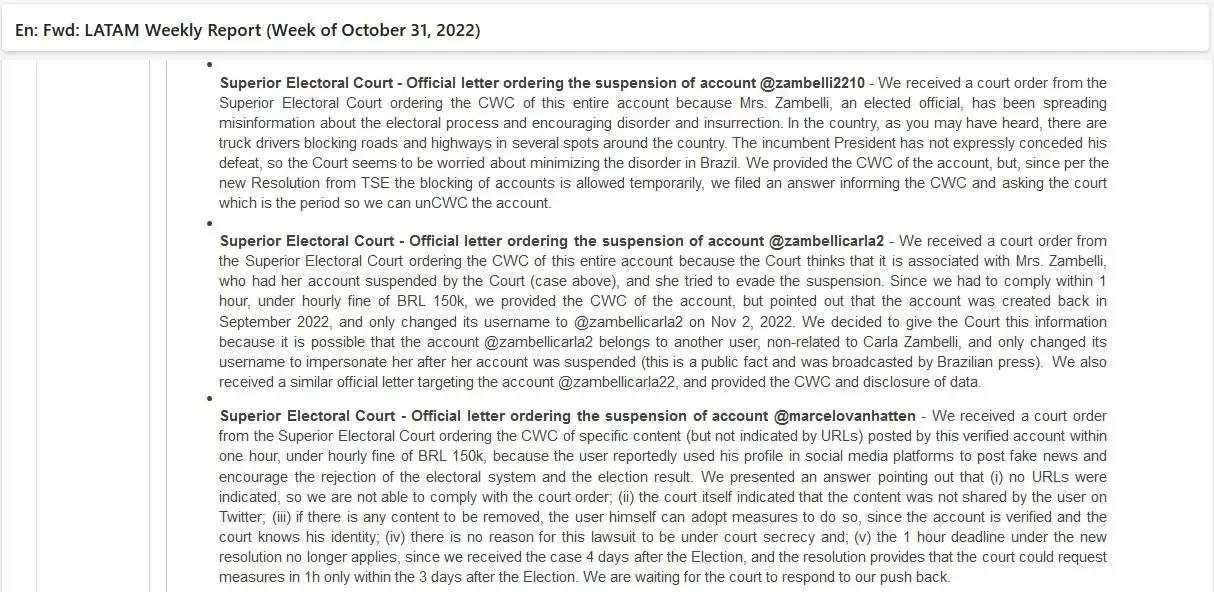 En: Fwd: LATAM Weekly Report (Week of October 31, 2022)
Superior Electoral Court - Official letter ordering the suspension of account @zambelli2210 - We received a court order from the
Superior Electoral Court ordering the CWC of this entire account because Mrs. Zambelli, an elected official, has been spreading
misinformation about the electoral process and encouraging disorder and insurrection. In the country, as you may have heard, there are
truck drivers blocking roads and highways in several spots around the country. The incumbent President has not expressly conceded his
defeat, so the Court seems to be worried about minimizing the disorder in Brazil. We provided the CWC of the account, but, since per the
new Resolution from TSE the blocking of accounts is allowed temporarily, we filed an answer informing the CWC and asking the court
which is the period so we can unCWC the account.
Superior Electoral Court - Official letter ordering the suspension of account @zambellicarla2 - We received a court order from
the Superior Electoral Court ordering the CWC of this entire account because the Court thinks that it is associated with Mrs. Zambelli,
who had her account suspended by the Court (case above), and she tried to evade the suspension. Since we had to comply within 1
hour, under hourly fine of BRL 150k, we provided the CWC of the account, but pointed out that the account was created back in
September 2022, and only changed its username to @zambellicarla2 on Nov 2, 2022. We decided to give the Court this information
because it is possible that the account @zambellicarla2 belongs to another user, non-related to Carla Zambelli, and only changed its
username to impersonate her after her account was suspended (this is a public fact and was broadcasted by Brazilian press). We also
received a similar official letter targeting the account @zambellicarla22, and provided the CWC and disclosure of data.
Superior Electoral Court - Official letter ordering the suspension of account @marcelovanhatten - We received a court order
from the Superior Electoral Court ordering the CWC of specific content (but not indicated by URLs) posted by this verified account within
one hour, under hourly fine of BRL 150k, because the user reportedly used his profile in social media platforms to post fake news and
encourage the rejection of the electoral system and the election result. We presented an answer pointing out that (i) no URLs were
indicated, so we are not able to comply with the court order; (ii) the court itself indicated that the content was not shared by the user on
Twitter; (iii) if there is any content to be removed, the user himself can adopt measures to do so, since the account is verified and the
court knows his identity; (iv) there is no reason for this lawsuit to be under court secrecy and; (v) the 1 hour deadline under the new
resolution no longer applies, since we received the case 4 days after the Election, and the resolution provides that the court could request
measures in 1h only within the 3 days after the Election. We are waiting for the court to respond to our push back.